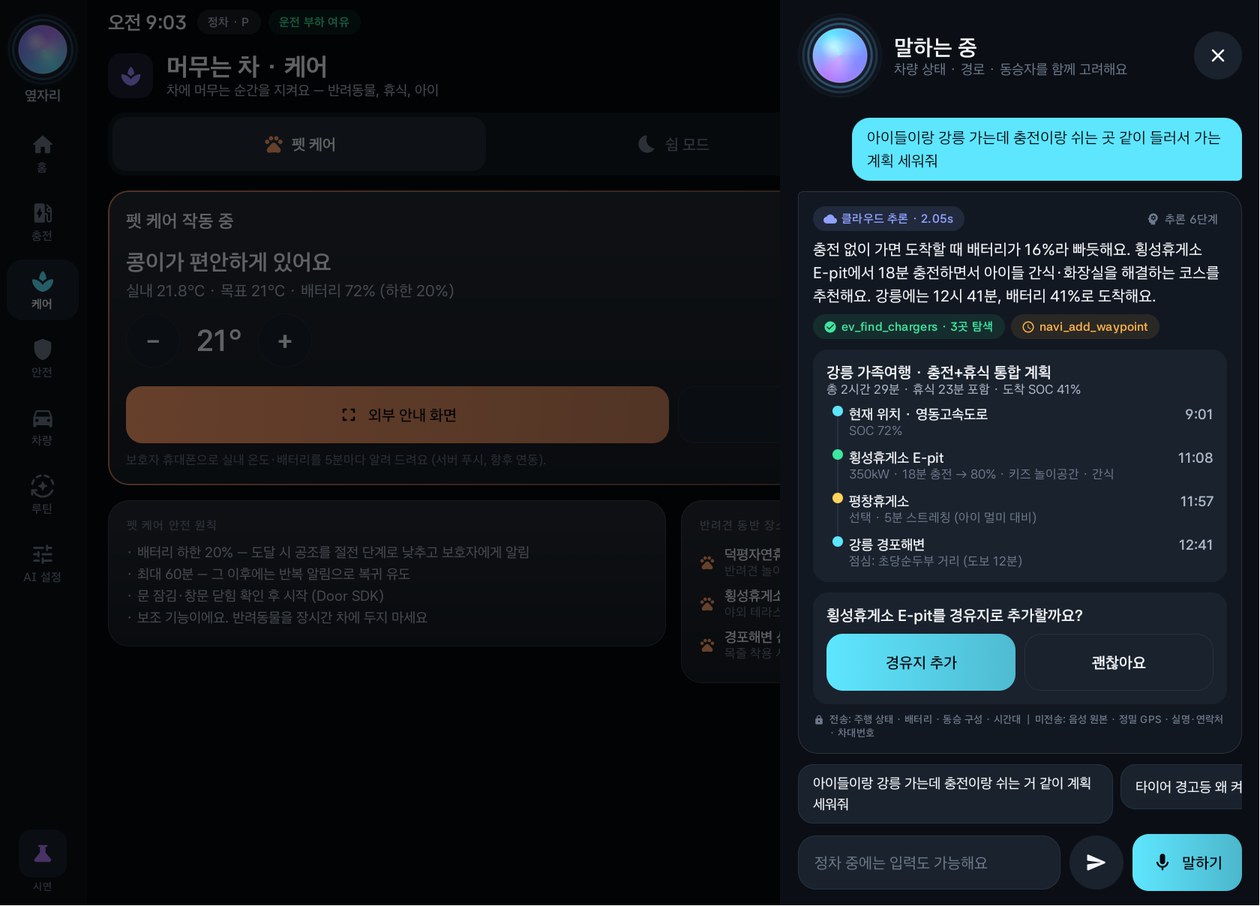 오전 9:03
정차 · P
운전 부하 여유
옆자리
홈
충전
케어
안전
차량
루틴
AI 설정
시연
머무는 차 · 케어
차에 머무는 순간을 지켜요 — 반려동물, 휴식, 아이
펫 케어
쉼 모드
펫 케어 작동 중
콩이가 편안하게 있어요
실내 21.8°C · 목표 21°C · 배터리 72% (하한 20%)
− 21° +
외부 안내 화면
보호자 휴대폰으로 실내 온도·배터리를 5분마다 알려 드려요 (서버 푸시, 향후 연동).
펫 케어 안전 원칙
· 배터리 하한 20% — 도달 시 공조를 절전 단계로 낮추고 보호자에게 알림
· 최대 60분 — 그 이후에는 반복 알림으로 복귀 유도
· 문 잠김·창문 닫힘 확인 후 시작 (Door SDK)
· 보조 기능이에요. 반려동물을 장시간 차에 두지 마세요
반려견 동반 장
덕평자연휴
반려견 놀이
횡성휴게소
야외 테라스
경포해변
목줄 착용
말하는 중
차량 상태 · 경로 · 동승자를 함께 고려해요
아이들이랑 강릉 가는데 충전이랑 쉬는 곳 같이 들러서 가는
계획 세워줘
클라우드 추론 · 2.05s
추론 6단계
충전 없이 가면 도착할 때 배터리가 16%라 빠듯해요. 횡성휴게소
E-pit에서 18분 충전하면서 아이들 간식·화장실을 해결하는 코스를
추천해요. 강릉에는 12시 41분, 배터리 41%로 도착해요.
ev_find_chargers · 3곳 탐색
navi_add_waypoint
강릉 가족여행 · 충전+휴식 통합 계획
총 2시간 29분 · 휴식 23분 포함 · 도착 SOC 41%
현재 위치 · 영동고속도로 9:01
SOC 72%
횡성휴게소 E-pit 11:08
350kW · 18분 충전 → 80% · 키즈 놀이공간 · 간식
평창휴게소 11:57
선택 · 5분 스트레칭 (아이 멀미 대비)
강릉 경포해변 12:41
점심: 초당순두부 거리 (도보 12분)
횡성휴게소 E-pit를 경유지로 추가할까요?
경유지 추가
괜찮아요
전송: 주행 상태 · 배터리 · 동승 구성 · 시간대 | 미전송: 음성 원본 · 정밀 GPS · 실명·연락처
· 차대번호
아이들이랑 강릉 가는데 충전이랑 쉬는 거 같이 계획
세워줘
타이어 경고등 왜 켜
정차 중에는 입력도 가능해요
말하기